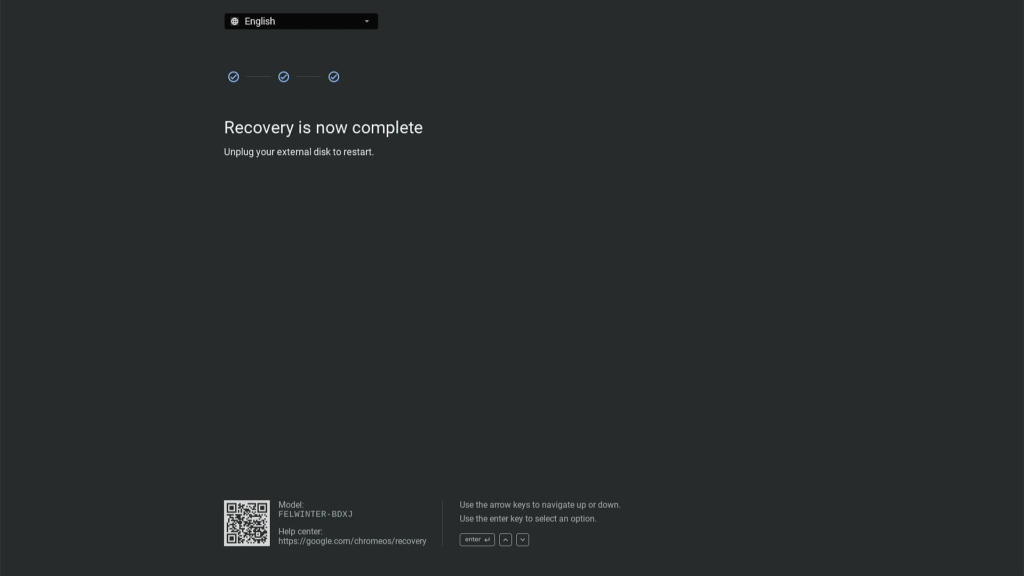 English
Recovery is now complete
Unplug your external disk to restart.
Model:
FELWINTER-BDXJ
Help center:
https://google.com/chromeos/recovery
Use the arrow keys to navigate up or down.
Use the enter key to select an option.
enter